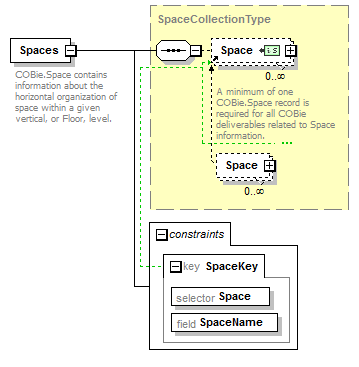 SpaceCollectionType
Spaces
COBie.Space contains
information about the
horizontal organization of
space within a given
vertical, or Floor, level.
Space
is
0..∞
A minimum of one
COBie.Space record is
required for all COBie
deliverables related to Space
information.
...
Space
0..∞
constraints
key SpaceKey
selector Space
field SpaceName